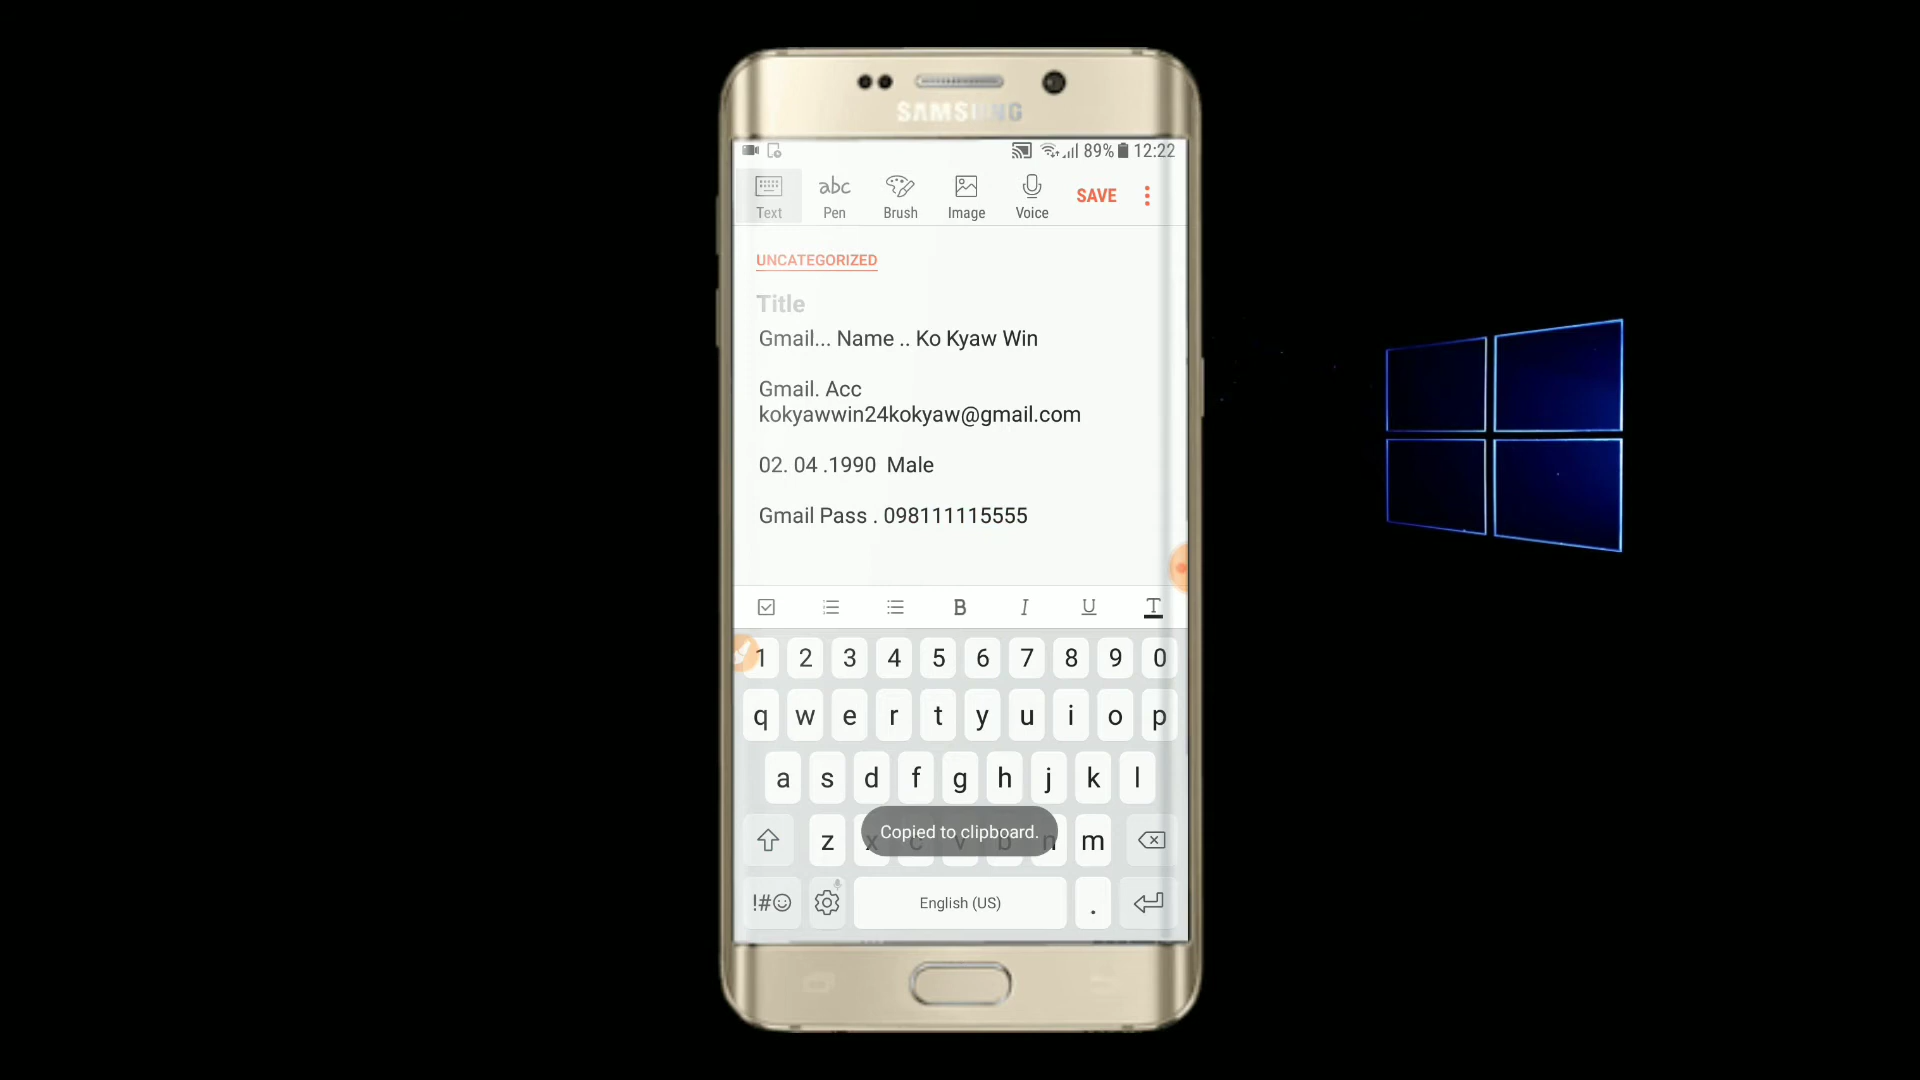 SAMSUNG
89% 12:22
Text Pen Brush Image Voice SAVE
abc
UNCATEGORIZED
Title
Gmail... Name .. Ko Kyaw Win
Gmail. Acc
kokyawwin24kokyaw@gmail.com
02. 04 .1990 Male
Gmail Pass . 098111115555
B I U T
1 2 3 4 5 6 7 8 9 0
q w e r t y u i o p
a s d f g h j k l
z x c v b n m
Copied to clipboard.
!#☺ English (US) .